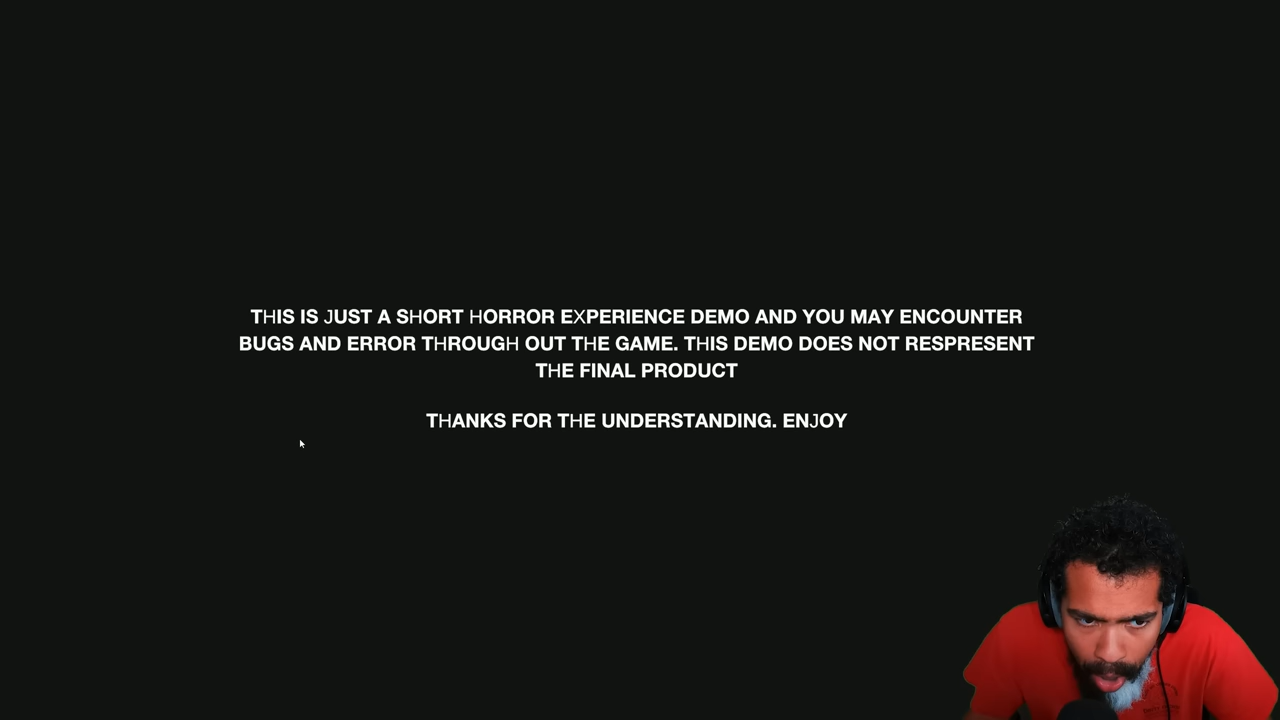 THIS IS JUST A SHORT HORROR EXPERIENCE DEMO AND YOU MAY ENCOUNTER
BUGS AND ERROR THROUGH OUT THE GAME. THIS DEMO DOES NOT RESPRESENT
THE FINAL PRODUCT
THANKS FOR THE UNDERSTANDING. ENJOY